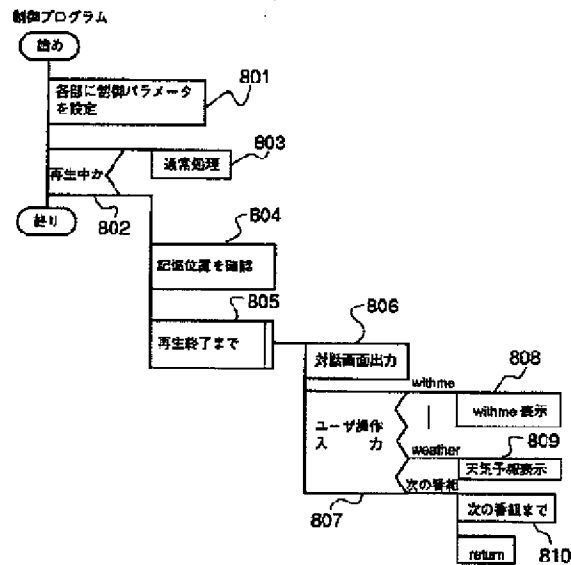 制御プログラム
始め
各部に制御パラメータ
を設定
801
再生中か
802
通常処理
803
終り
804
記憶位置を確認
805
再生終了まで
806
対話画面出力
ユーザ操作
入 力
807
withme
808
withme 表示
weather
809
天気予報表示
次の番組
次の番組まで
810
return